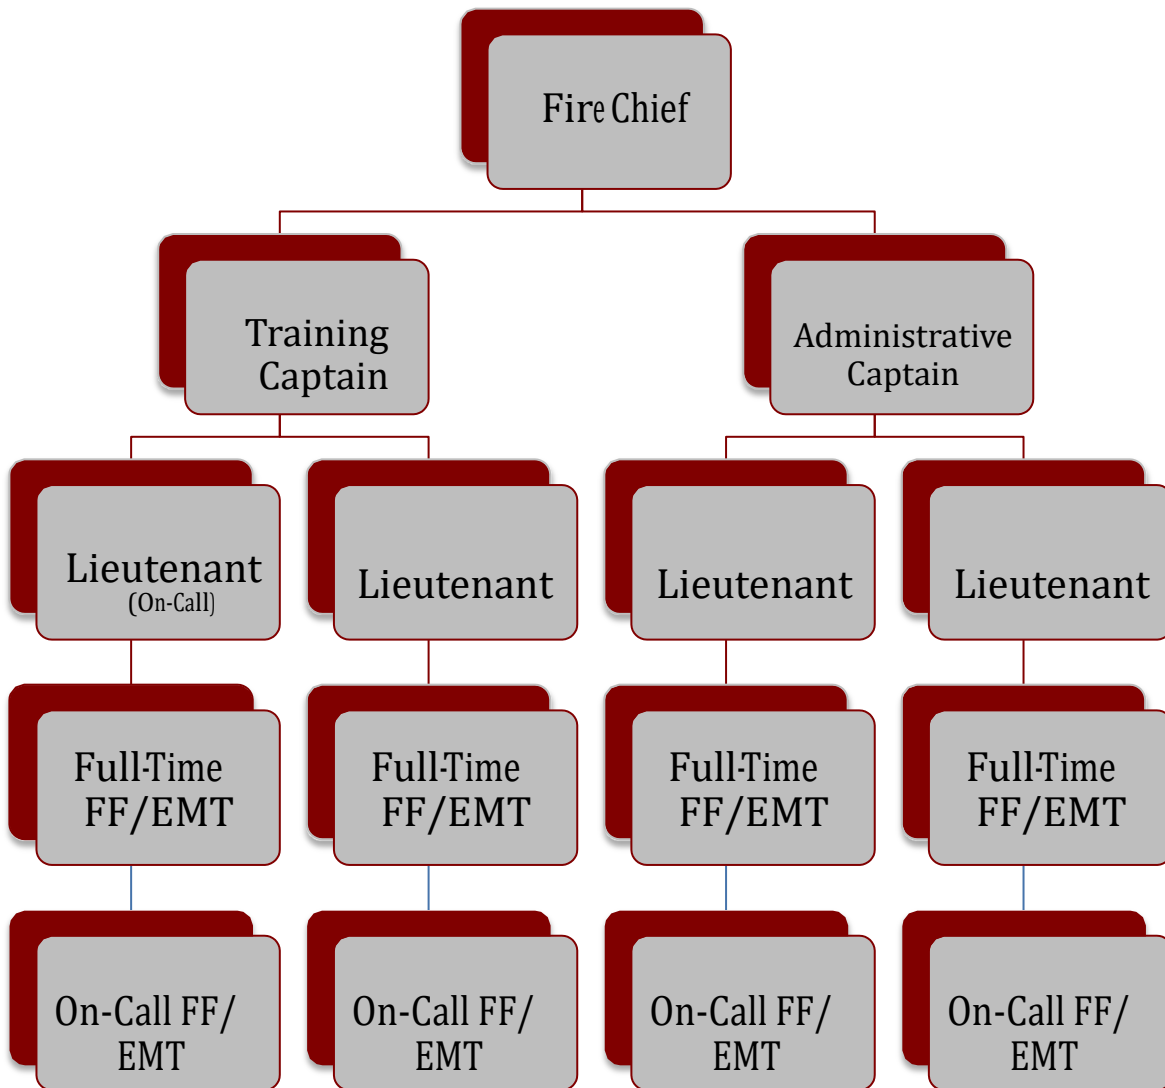 Fire Chief
Training
Captain
Administrative
Captain
Lieutenant
(On-Call)
Lieutenant
Lieutenant
Lieutenant
Full-Time
FF/EMT
Full-Time
FF/EMT
Full-Time
FF/EMT
Full-Time
FF/EMT
On-Call FF/
EMT
On-Call FF/
EMT
On-Call FF/
EMT
On-Call FF/
EMT